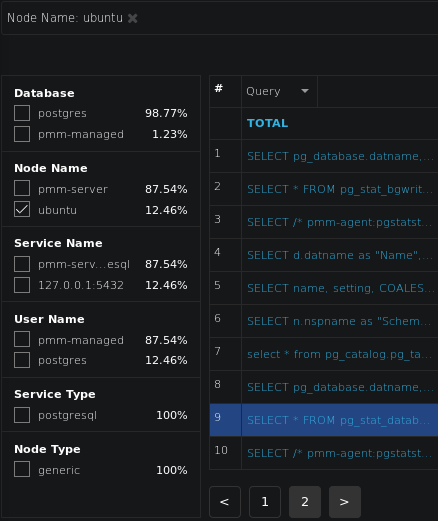 Node Name: ubuntu ✖
Database
postgres 98.77%
pmm-managed 1.23%
Node Name
pmm-server 87.54%
ubuntu 12.46%
Service Name
pmm-serv...esql 87.54%
127.0.0.1:5432 12.46%
User Name
pmm-managed 87.54%
postgres 12.46%
Service Type
postgresql 100%
Node Type
generic 100%
# Query
TOTAL
1 SELECT pg_database.datname,...
2 SELECT * FROM pg_stat_bgwrit...
3 SELECT /* pmm-agent:pgstatst...
4 SELECT d.datname as "Name",...
5 SELECT name, setting, COALES...
6 SELECT n.nspname as "Schem...
7 select * from pg_catalog.pg_ta...
8 SELECT pg_database.datname,...
9 SELECT * FROM pg_stat_datab...
10 SELECT /* pmm-agent:pgstatst...
< 1 2 >